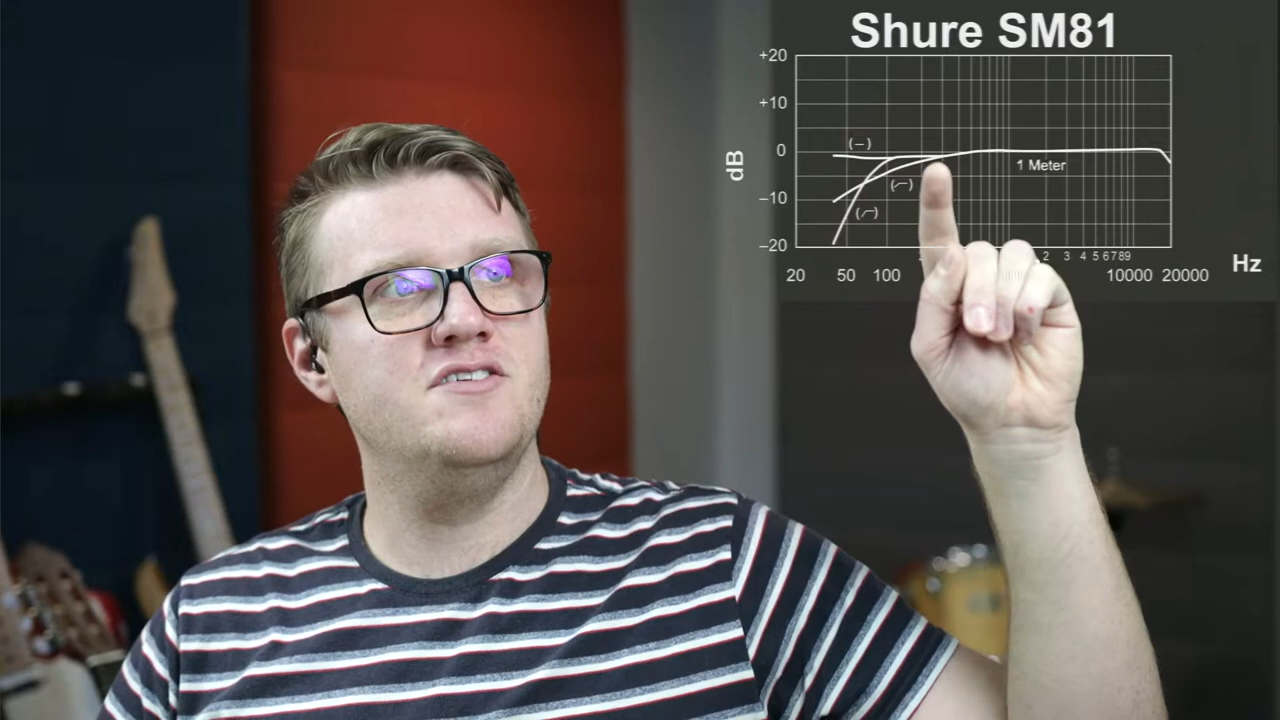 Shure SM81
+20
+10
0
–10
–20
dB
(–)
1 Meter
2 3 4 5 6 7 8 9
20 50 100 10000 20000 Hz